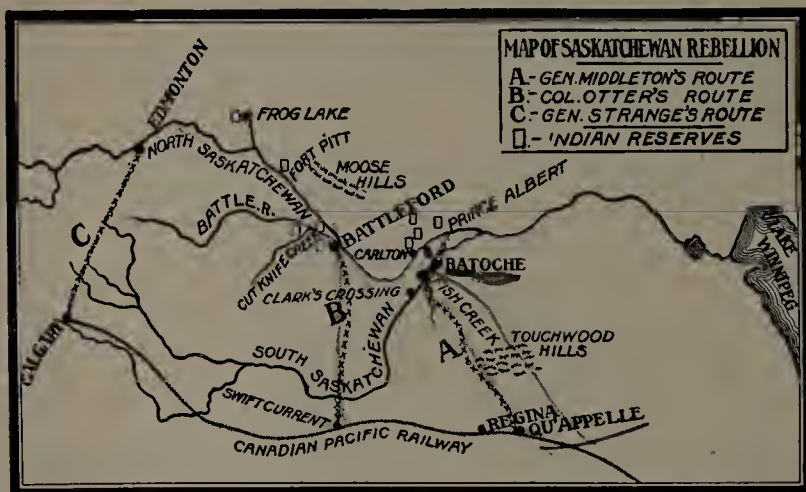 MAP OF SASKATCHEWAN REBELLION
A.- GEN. MIDDLETON'S ROUTE
B.- COL. OTTER'S ROUTE
C.- GEN. STRANGE'S ROUTE
.- INDIAN RESERVES
EDMONTON
FROG LAKE
NORTH SASKATCHEWAN
FORT PITT
MOOSE
HILLS
BATTLE. R.
BATTLEFORD
PRINCE ALBERT
C
CUT KNIFE CREEK
CARLTON
BATOCHE
LAKE
WINNIPEG
CLARK'S CROSSING
B
FISH CREEK
TOUCHWOOD
HILLS
A
CALGARY
SOUTH
SASKATCHEWAN
SWIFT CURRENT
REGINA
QU'APPELLE
CANADIAN PACIFIC RAILWAY